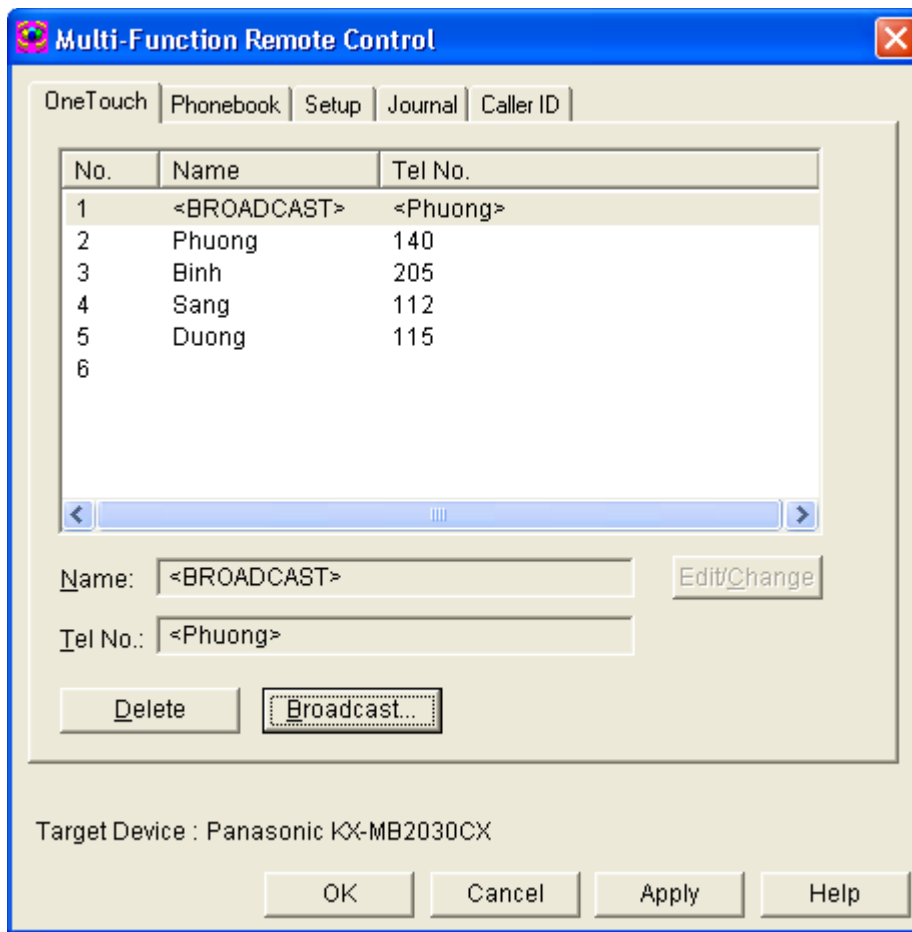 Multi-Function Remote Control
OneTouch Phonebook Setup Journal Caller ID
No. Name Tel No.
1 <BROADCAST> <Phuong>
2 Phuong 140
3 Binh 205
4 Sang 112
5 Duong 115
6
Name: <BROADCAST> Edit/Change
Tel No.: <Phuong>
Delete Broadcast...
Target Device : Panasonic KX-MB2030CX
OK Cancel Apply Help